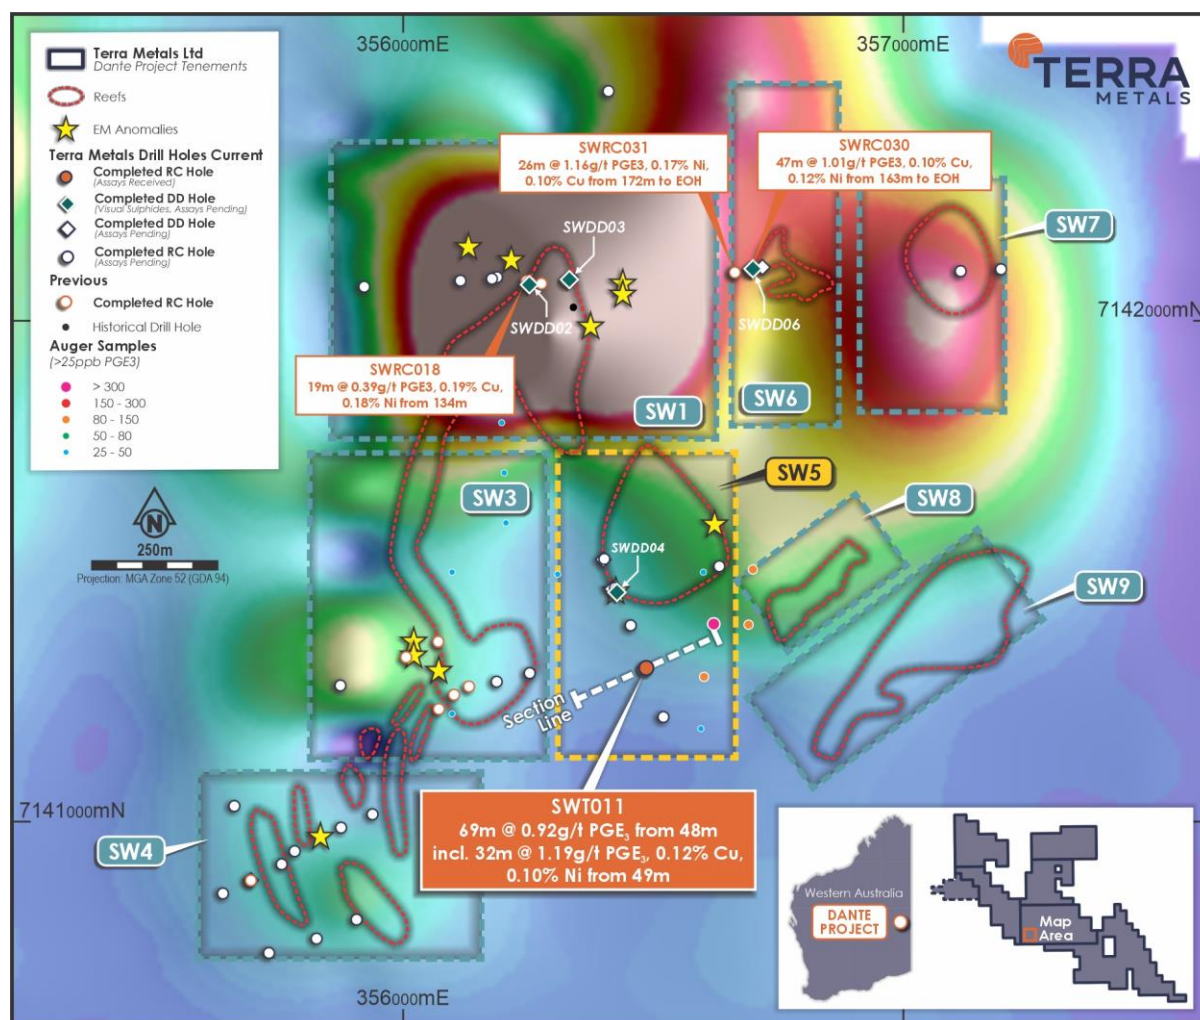 356000mE
357000mE
TERRA
METALS
Terra Metals Ltd
Dante Project Tenements
Reefs
EM Anomalies
Terra Metals Drill Holes Current
Completed RC Hole
(Assays Received)
Completed DD Hole
(Visual Sulphides, Assays Pending)
Completed DD Hole
(Assays Pending)
Completed RC Hole
(Assays Pending)
Previous
Completed RC Hole
Historical Drill Hole
Auger Samples
(>25ppb PGE3)
> 300
150 - 300
80 - 150
50 - 80
25 - 50
SWRC031
26m @ 1.16g/t PGE3, 0.17% Ni,
0.10% Cu from 172m to EOH
SWRC030
47m @ 1.01g/t PGE3, 0.10% Cu,
0.12% Ni from 163m to EOH
SW7
SWDD03
SWDD02
SWDD06
7142000mN
SWRC018
19m @ 0.39g/t PGE3, 0.19% Cu,
0.18% Ni from 134m
SW1
SW6
SW3
SW5
SW8
N
250m
Projection: MGA Zone 52 (GDA 94)
SWDD04
SW9
Section
Line
7141000mN
SWT011
69m @ 0.92g/t PGE₃ from 48m
incl. 32m @ 1.19g/t PGE₃, 0.12% Cu,
0.10% Ni from 49m
SW4
Western Australia
DANTE
PROJECT
Map
Area
356000mE